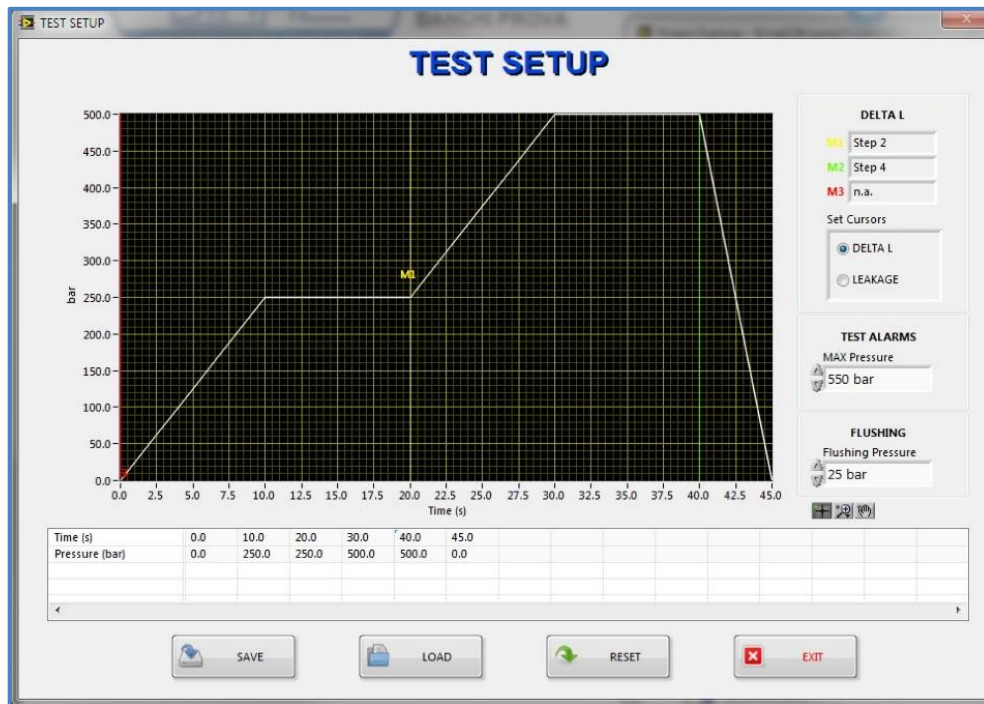 TEST SETUP
BANCHI PROVA
TEST SETUP
500.0
450.0
400.0
350.0
300.0
250.0
200.0
150.0
100.0
50.0
0.0
bar
M1
0.0 2.5 5.0 7.5 10.0 12.5 15.0 17.5 20.0 22.5 25.0 27.5 30.0 32.5 35.0 37.5 40.0 42.5 45.0
Time (s)
DELTA L
M1 Step 2
M2 Step 4
M3 n.a.
Set Cursors
DELTA L
LEAKAGE
TEST ALARMS
MAX Pressure
550 bar
FLUSHING
Flushing Pressure
25 bar
Time (s) 0.0 10.0 20.0 30.0 40.0 45.0
Pressure (bar) 0.0 250.0 250.0 500.0 500.0 0.0
SAVE LOAD RESET EXIT